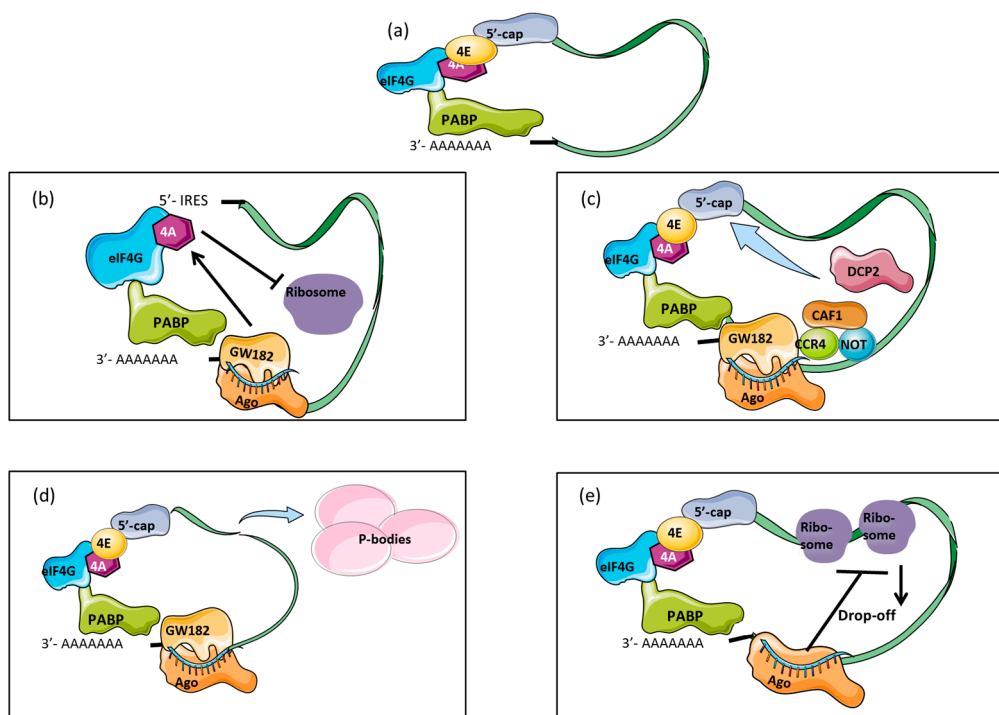 (a)
5’-cap
4E
4A
eIF4G
PABP
3’- AAAAAAA
(b)
5’- IRES
4A
eIF4G
Ribosome
PABP
3’- AAAAAAA
GW182
Ago
(c)
5’-cap
4E
4A
eIF4G
DCP2
PABP
CAF1
3’- AAAAAAA
GW182
CCR4
NOT
Ago
(d)
5’-cap
4E
4A
eIF4G
P-bodies
PABP
GW182
3’- AAAAAAA
Ago
(e)
5’-cap
Ribo-
some
Ribo-
some
4E
4A
eIF4G
PABP
Drop-off
3’- AAAAAAA
Ago